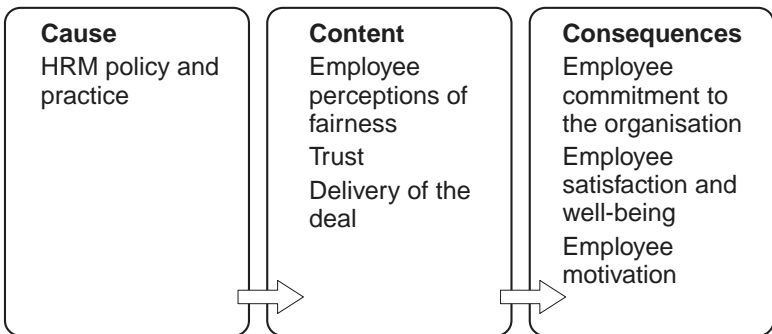 Cause
HRM policy and
practice
Content
Employee
perceptions of
fairness
Trust
Delivery of the
deal
Consequences
Employee
commitment to
the organisation
Employee
satisfaction and
well-being
Employee
motivation